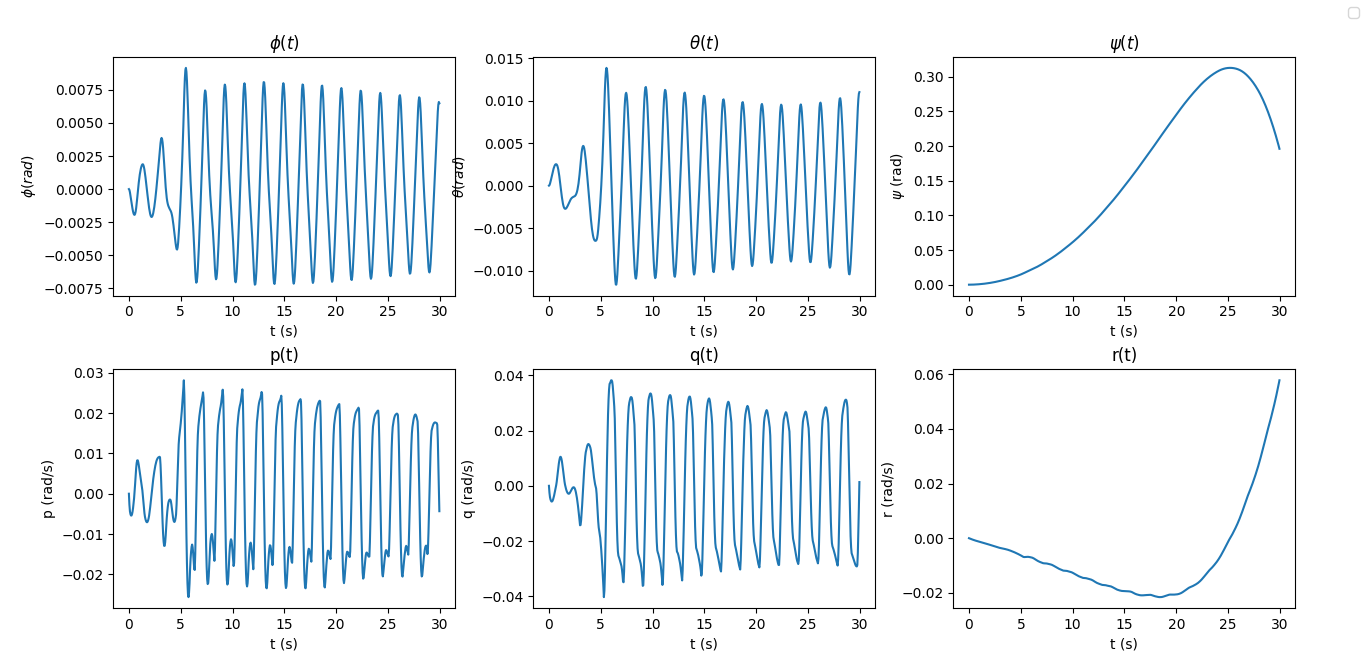 ϕ(t)
ϕ(rad)
0.0075
0.0050
0.0025
0.0000
−0.0025
−0.0050
−0.0075
0 5 10 15 20 25 30
t (s)
θ(t)
θ(rad)
0.015
0.010
0.005
0.000
−0.005
−0.010
0 5 10 15 20 25 30
t (s)
ψ(t)
ψ (rad)
0.30
0.25
0.20
0.15
0.10
0.05
0.00
0 5 10 15 20 25 30
t (s)
p(t)
p (rad/s)
0.03
0.02
0.01
0.00
−0.01
−0.02
0 5 10 15 20 25 30
t (s)
q(t)
q (rad/s)
0.04
0.02
0.00
−0.02
−0.04
0 5 10 15 20 25 30
t (s)
r(t)
r (rad/s)
0.06
0.04
0.02
0.00
−0.02
0 5 10 15 20 25 30
t (s)